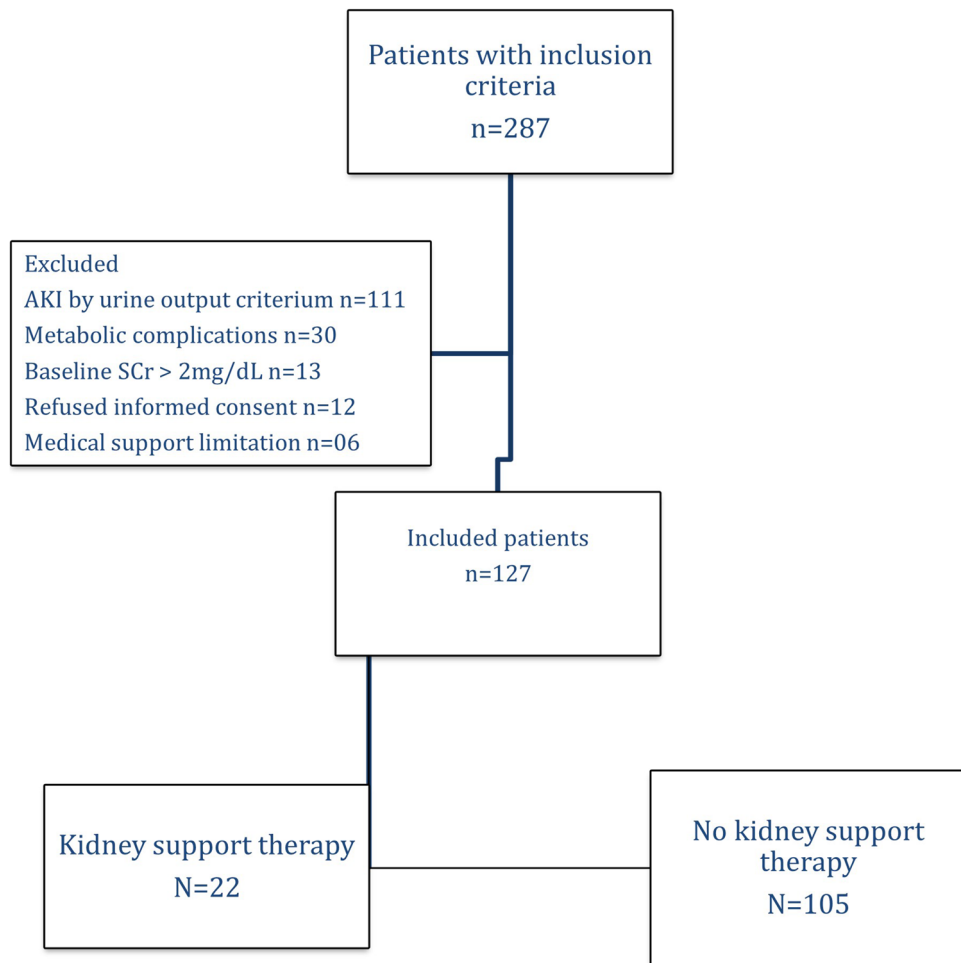 Patients with inclusion
criteria
n=287
Excluded
AKI by urine output criterium n=111
Metabolic complications n=30
Baseline SCr > 2mg/dL n=13
Refused informed consent n=12
Medical support limitation n=06
Included patients
n=127
Kidney support therapy
N=22
No kidney support
therapy
N=105